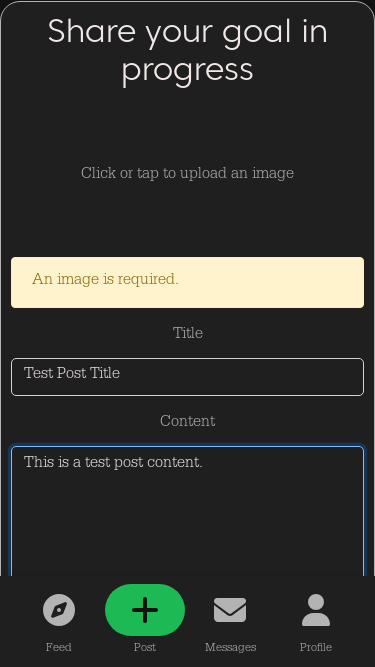 Share your goal in
progress
Click or tap to upload an image
An image is required.
Title
Test Post Title
Content
This is a test post content.
Feed
Post
Messages
Profile